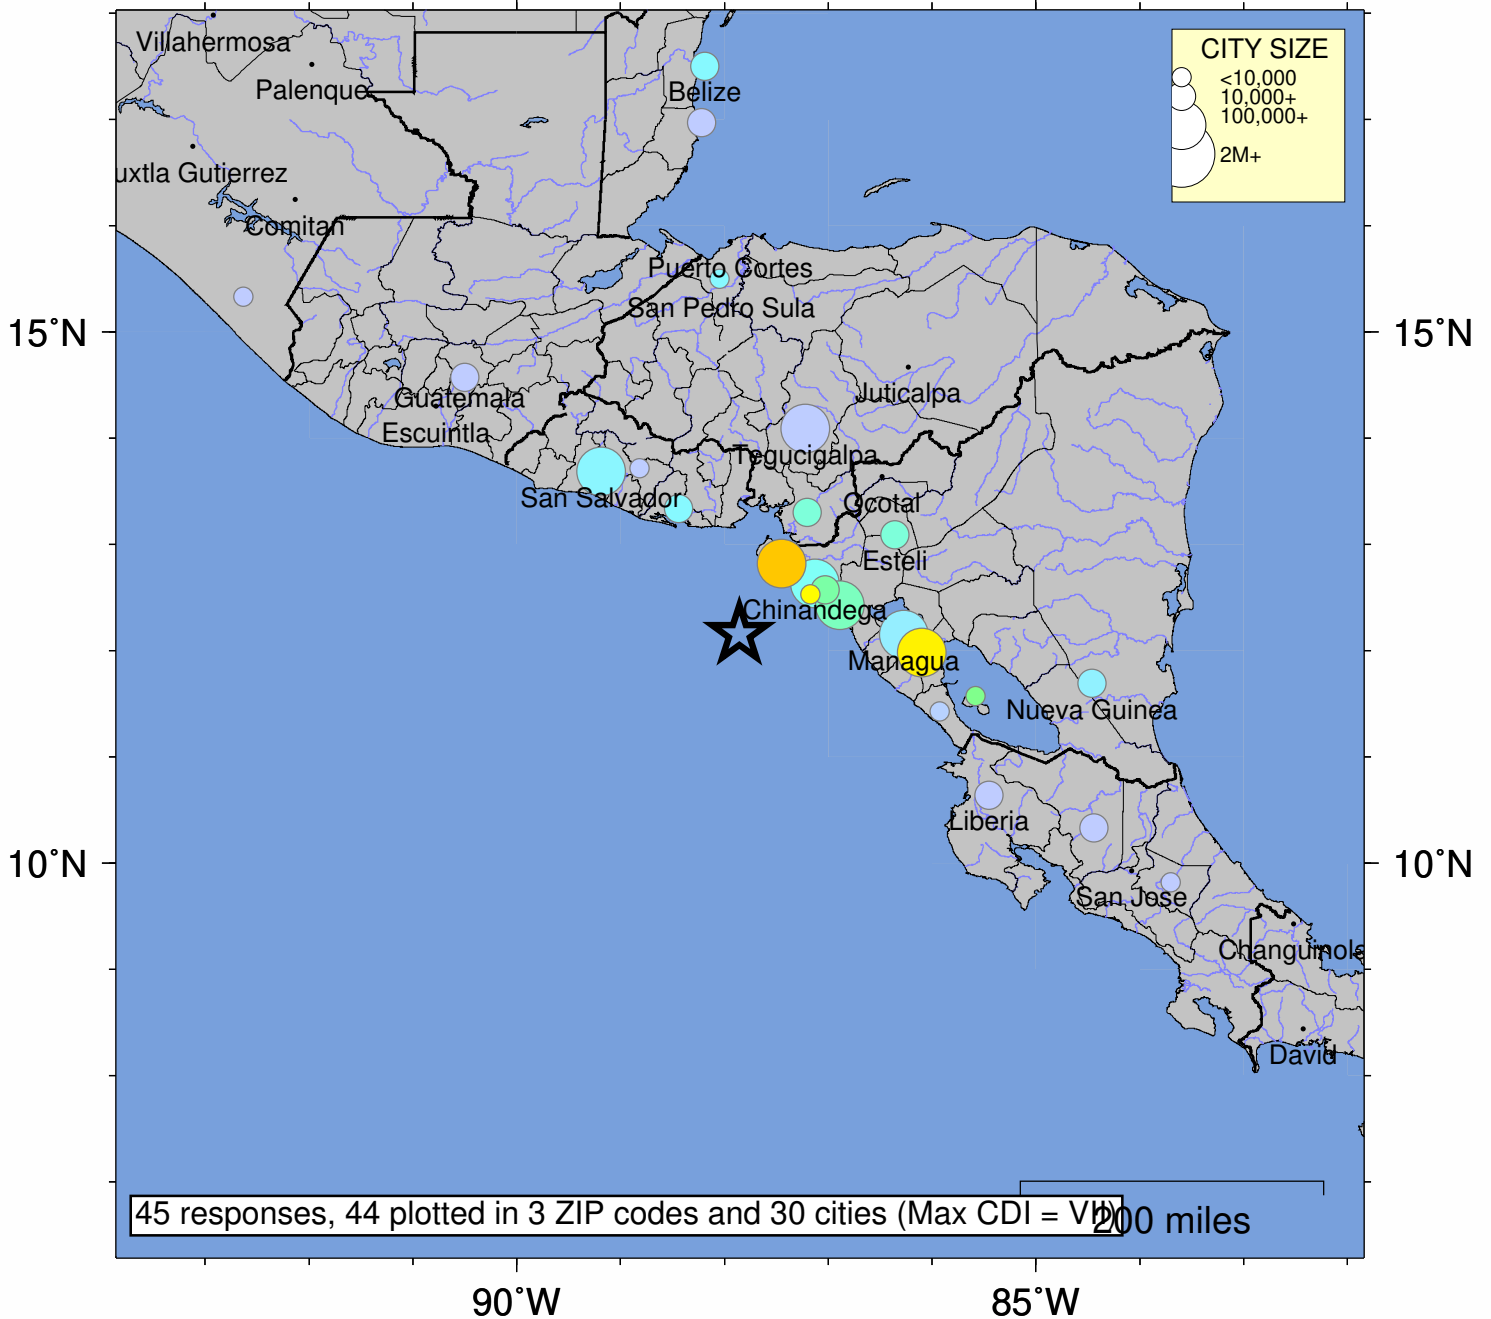 Villahermosa
CITY SIZE
<10,000
10,000+
100,000+
2M+
Palenque
Belize
uxtla Gutierrez
Comitan
Puerto Cortes
San Pedro Sula
15°N
15°N
Juticalpa
Guatemala
Escuintla
Tegucigalpa
San Salvador
Ocotal
Esteli
Chinandega
Managua
Nueva Guinea
Liberia
10°N
10°N
San Jose
Changuinola
David
45 responses, 44 plotted in 3 ZIP codes and 30 cities (Max CDI = VII)
200 miles
90°W
85°W